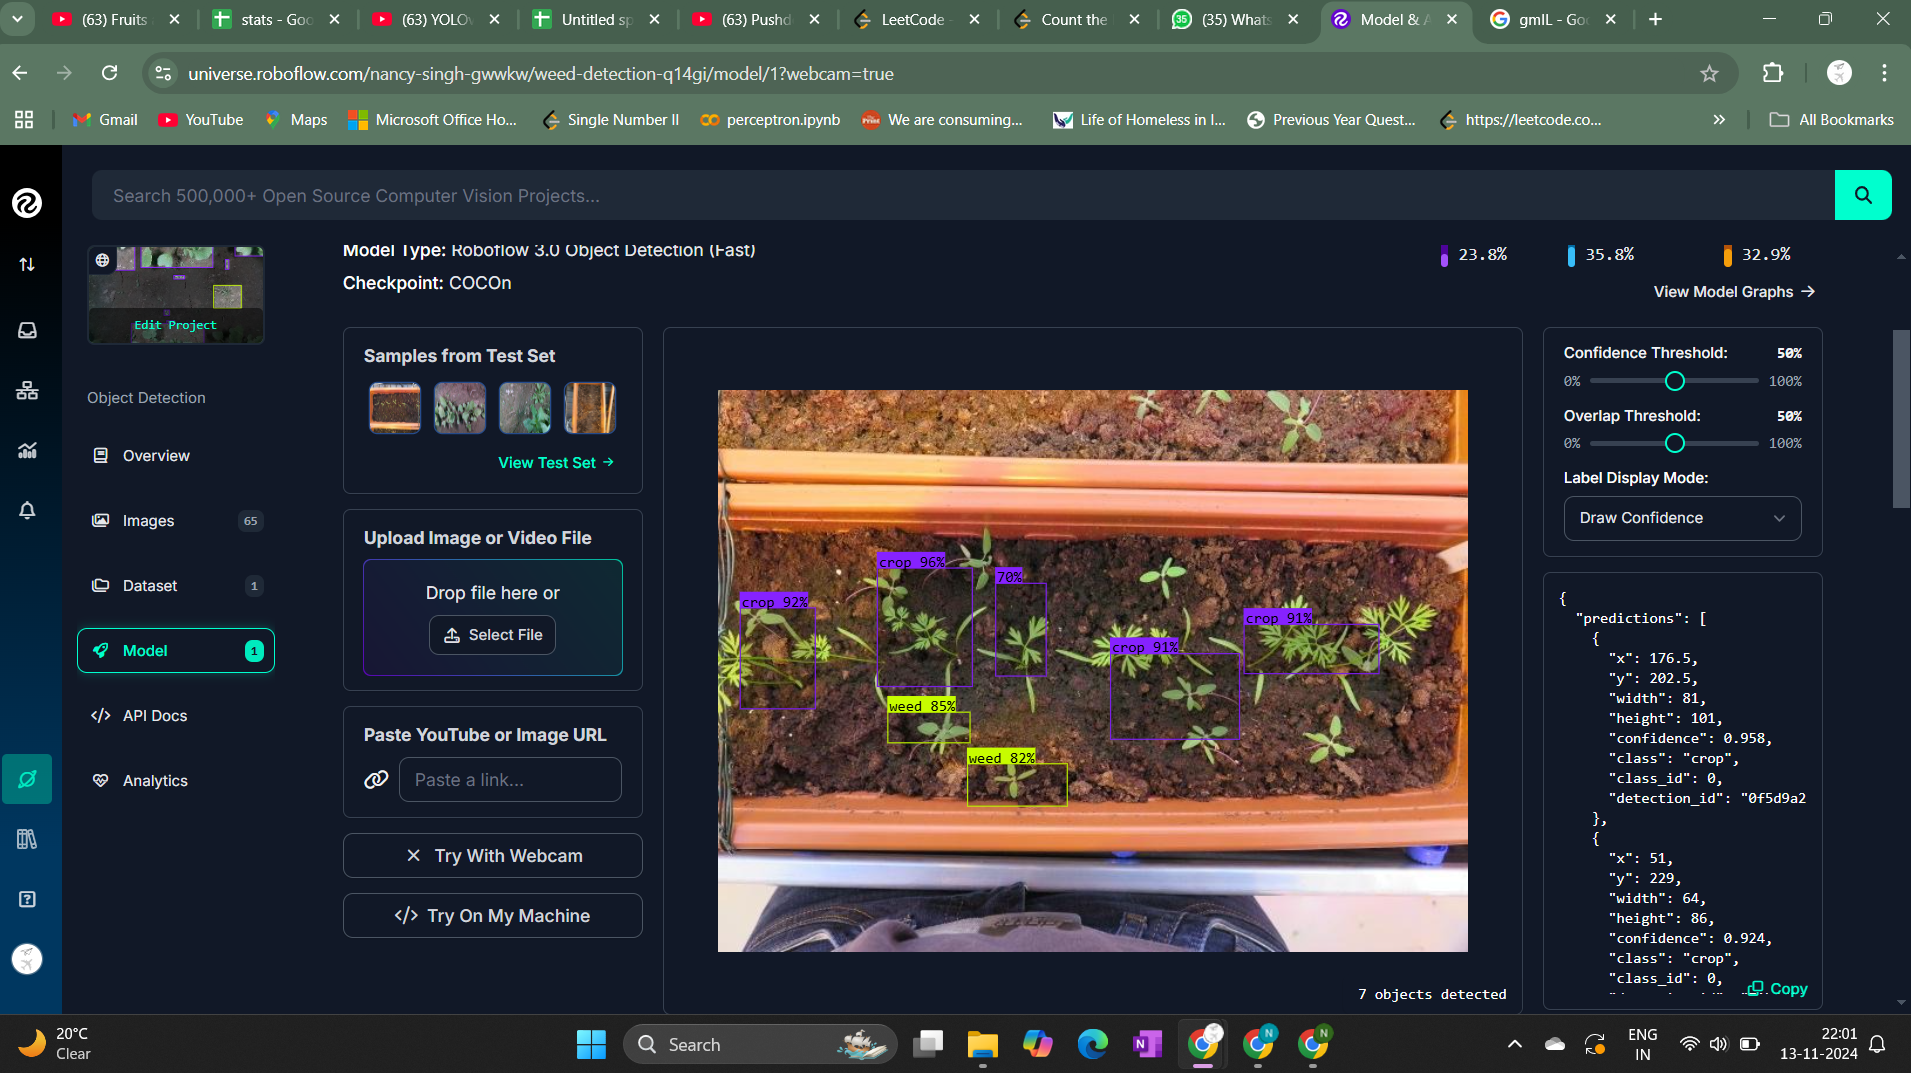 (63) Fruits
stats - Goo
(63) YOLOv
Untitled sp
(63) Pushd
LeetCode -
Count the
(35) Whats
Model & A
gmIL - Go
universe.roboflow.com/nancy-singh-gwwkw/weed-detection-q14gi/model/1?webcam=true
Gmail
YouTube
Maps
Microsoft Office Ho...
Single Number II
perceptron.ipynb
We are consuming...
Life of Homeless in I...
Previous Year Quest...
https://leetcode.co...
All Bookmarks
Search 500,000+ Open Source Computer Vision Projects...
Edit Project
Object Detection
Overview
Images 65
Dataset 1
Model 1
API Docs
Analytics
Model Type: Roboflow 3.0 Object Detection (Fast)
Checkpoint: COCOn
23.8% 35.8% 32.9%
View Model Graphs →
Samples from Test Set
View Test Set →
Upload Image or Video File
Drop file here or
Select File
Paste YouTube or Image URL
Paste a link...
Try With Webcam
</> Try On My Machine
crop 96%
70%
crop 92%
crop 91%
crop 91%
weed 85%
weed 82%
7 objects detected
Confidence Threshold: 50%
0% 100%
Overlap Threshold: 50%
0% 100%
Label Display Mode:
Draw Confidence
{
"predictions": [
{
"x": 176.5,
"y": 202.5,
"width": 81,
"height": 101,
"confidence": 0.958,
"class": "crop",
"class_id": 0,
"detection_id": "0f5d9a2
},
{
"x": 51,
"y": 229,
"width": 64,
"height": 86,
"confidence": 0.924,
"class": "crop",
"class_id": 0,
Copy
20°C
Clear
Search
ENG
IN
22:01
13-11-2024